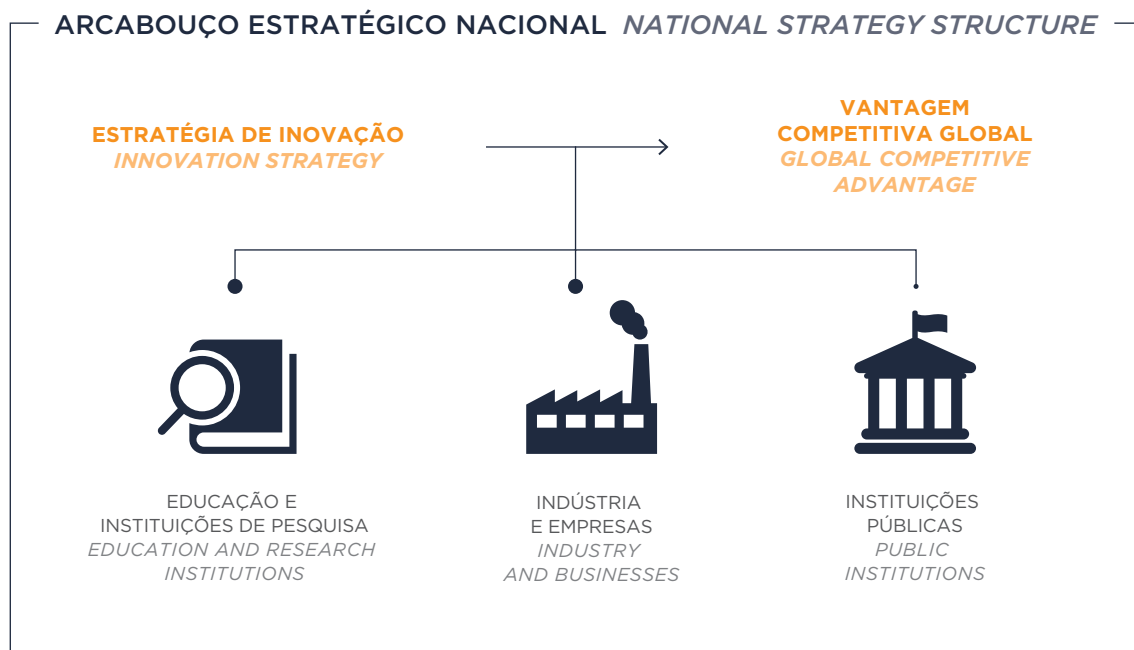 ARCABOUÇO ESTRATÉGICO NACIONAL NATIONAL STRATEGY STRUCTURE
ESTRATÉGIA DE INOVAÇÃO
INNOVATION STRATEGY
VANTAGEM
COMPETITIVA GLOBAL
GLOBAL COMPETITIVE
ADVANTAGE
EDUCAÇÃO E
INSTITUIÇÕES DE PESQUISA
EDUCATION AND RESEARCH
INSTITUTIONS
INDÚSTRIA
E EMPRESAS
INDUSTRY
AND BUSINESSES
INSTITUIÇÕES
PÚBLICAS
PUBLIC
INSTITUTIONS